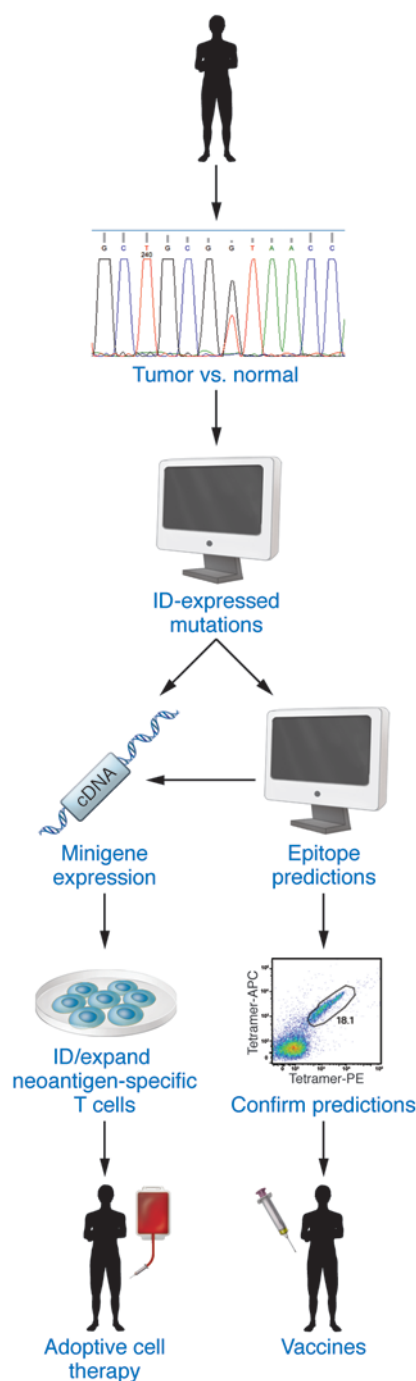 G C T G C G G T A A C C
240
Tumor vs. normal
ID-expressed
mutations
cDNA
Minigene
expression
Epitope
predictions
Tetramer-APC
18.1
Tetramer-PE
ID/expand
neoantigen-specific
T cells
Confirm predictions
Adoptive cell
therapy
Vaccines